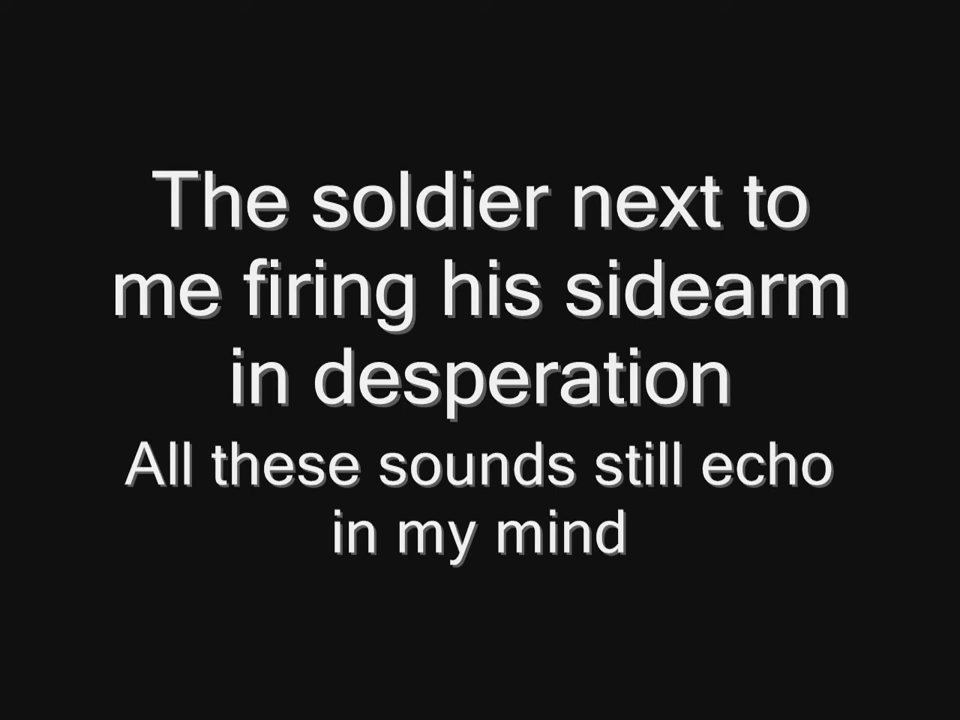 The soldier next to
me firing his sidearm
in desperation
All these sounds still echo
in my mind